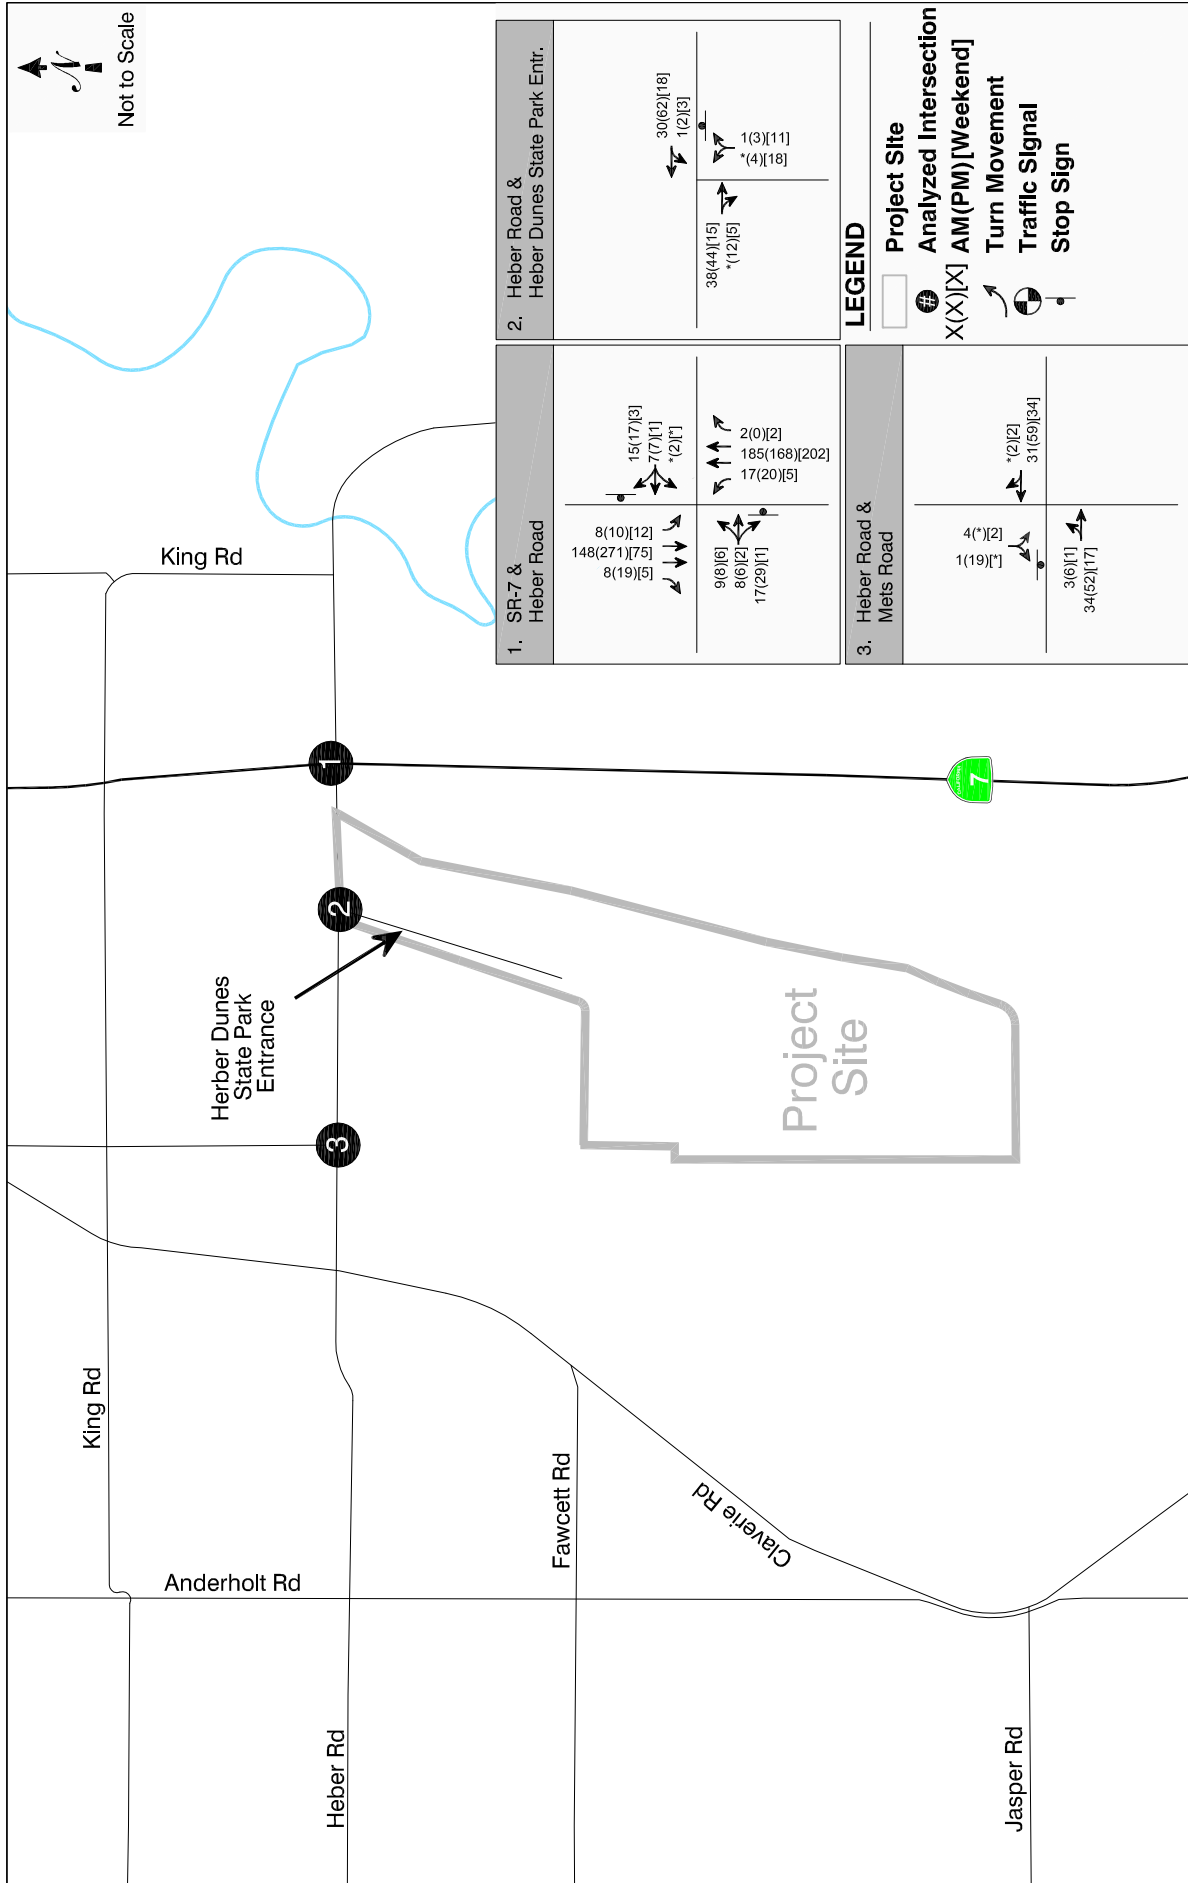 Not to Scale
King Rd
King Rd
Herber Dunes
State Park
Entrance
Anderholt Rd
Heber Rd
Fawcett Rd
Claverie Rd
Jasper Rd
Project
Site
1
2
3
7
1. SR-7 &
Heber Road
8(10)[12]
148(271)[75]
8(19)[5]
15(17)[3]
7(7)[1]
*(2)[*]
9(8)[6]
8(6)[2]
17(29)[1]
2(0)[2]
185(168)[202]
17(20)[5]
2. Heber Road &
Heber Dunes State Park Entr.
30(62)[18]
1(2)[3]
38(44)[15]
*(12)[5]
1(3)[11]
*(4)[18]
3. Heber Road &
Mets Road
4(*)[2]
1(19)[*]
*(2)[2]
31(59)[34]
3(6)[1]
34(52)[17]
LEGEND
Project Site
# Analyzed Intersection
X(X)[X] AM(PM)[Weekend]
Turn Movement
Traffic Signal
Stop Sign